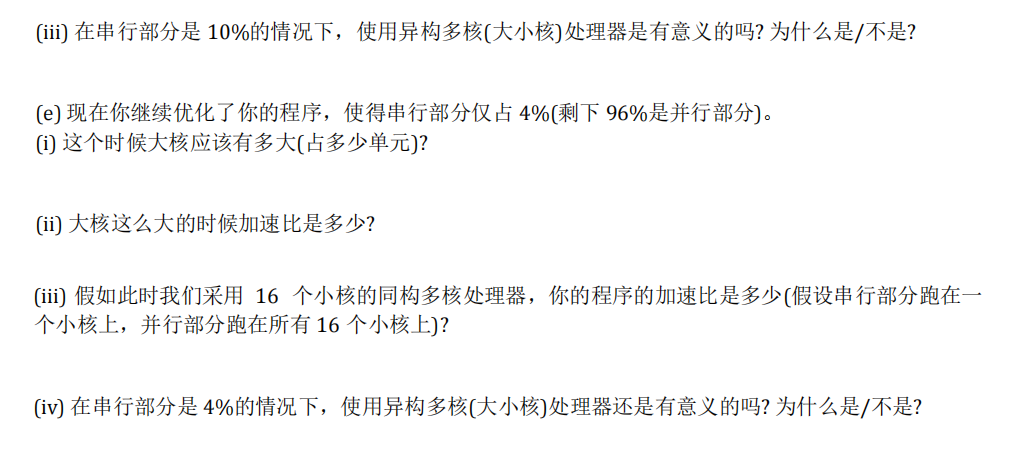 (iii) 在串行部分是 10%的情况下，使用异构多核(大小核)处理器是有意义的吗? 为什么是/不是?
(e) 现在你继续优化了你的程序，使得串行部分仅占 4%(剩下 96%是并行部分)。
(i) 这个时候大核应该有多大(占多少单元)?
(ii) 大核这么大的时候加速比是多少?
(iii) 假如此时我们采用 16 个小核的同构多核处理器，你的程序的加速比是多少(假设串行部分跑在一
个小核上，并行部分跑在所有 16 个小核上)?
(iv) 在串行部分是 4%的情况下，使用异构多核(大小核)处理器还是有意义的吗? 为什么是/不是?